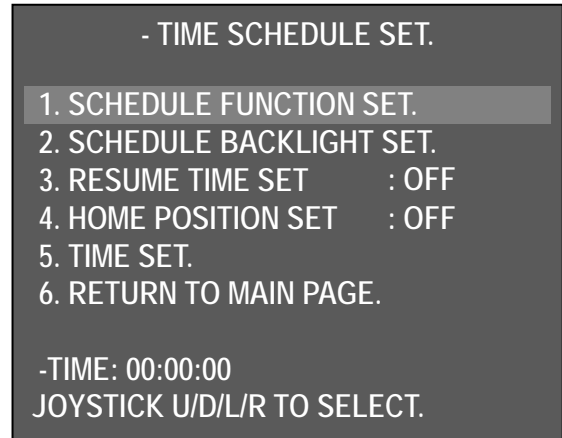 - TIME SCHEDULE SET.
1. SCHEDULE FUNCTION SET.
2. SCHEDULE BACKLIGHT SET.
3. RESUME TIME SET : OFF
4. HOME POSITION SET : OFF
5. TIME SET.
6. RETURN TO MAIN PAGE.
-TIME: 00:00:00
JOYSTICK U/D/L/R TO SELECT.